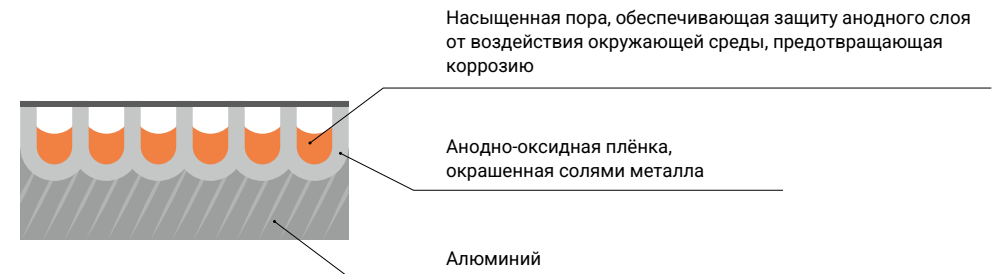 Насыщенная пора, обеспечивающая защиту анодного слоя
от воздействия окружающей среды, предотвращающая
коррозию
Анодно-оксидная плёнка,
окрашенная солями металла
Алюминий